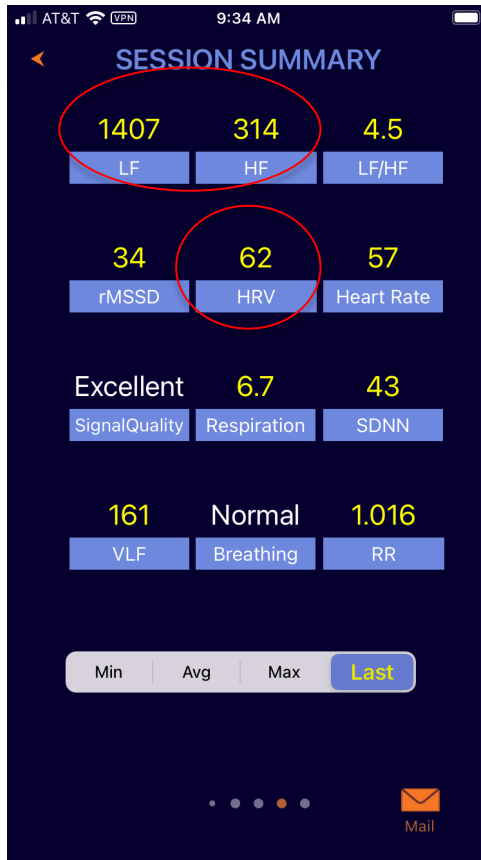 AT&T VPN 9:34 AM
SESSION SUMMARY
1407 314 4.5
LF HF LF/HF
34 62 57
rMSSD HRV Heart Rate
Excellent 6.7 43
SignalQuality Respiration SDNN
161 Normal 1.016
VLF Breathing RR
Min Avg Max Last
Mail